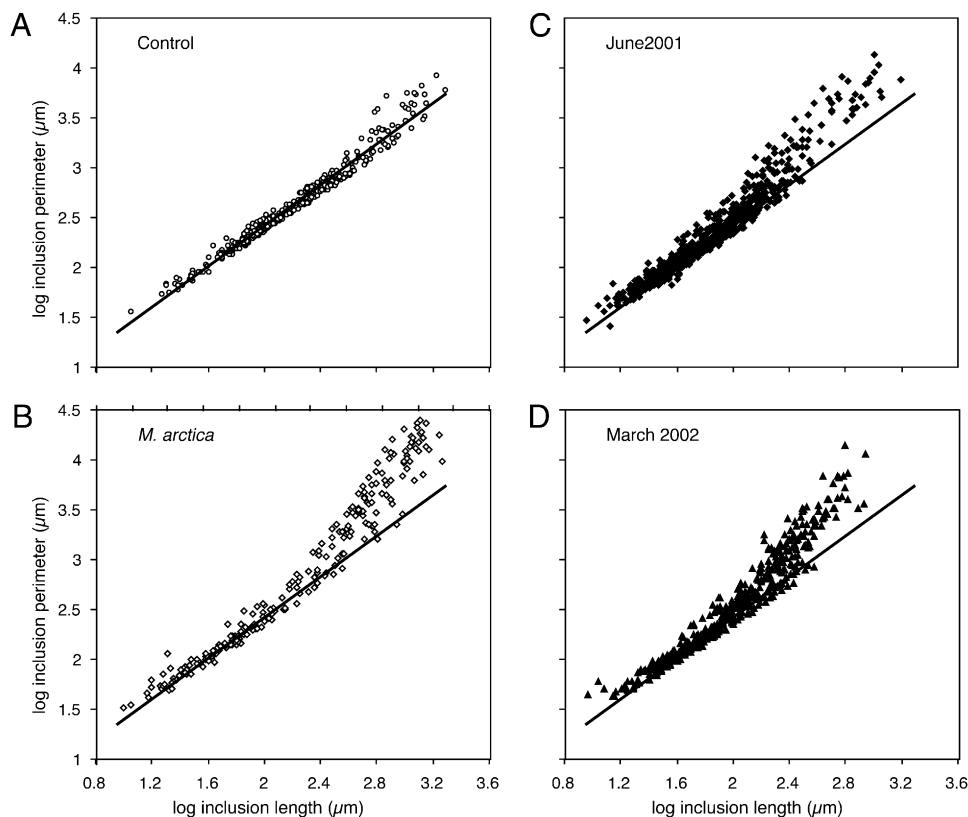 A
Control
4.5
4
3.5
3
2.5
2
1.5
1
log inclusion perimeter (µm)
C
June2001
B
M. arctica
4.5
4
3.5
3
2.5
2
1.5
1
log inclusion perimeter (µm)
0.8 1.2 1.6 2 2.4 2.8 3.2 3.6
log inclusion length (µm)
D
March 2002
0.8 1.2 1.6 2 2.4 2.8 3.2 3.6
log inclusion length (µm)